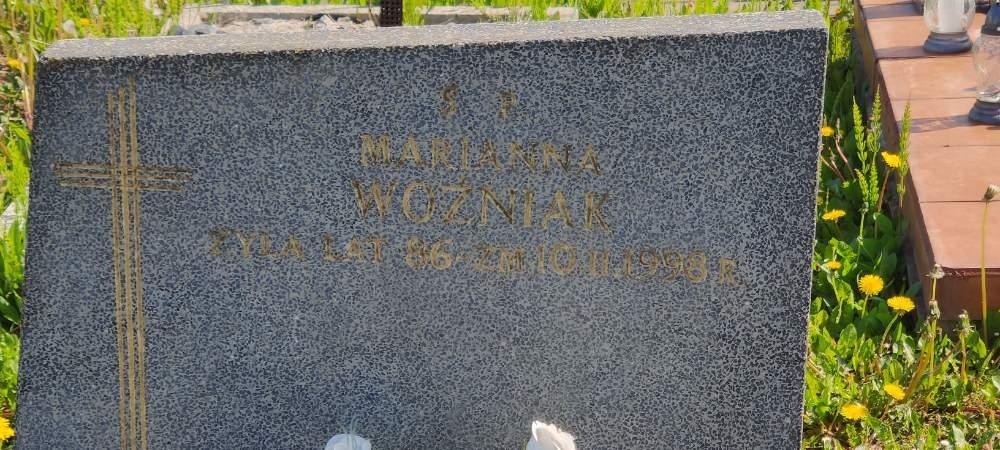 Ś. P.
MARIANNA
WOŹNIAK
ŻYŁA LAT 86 - ZM. 10.II.1998 R.